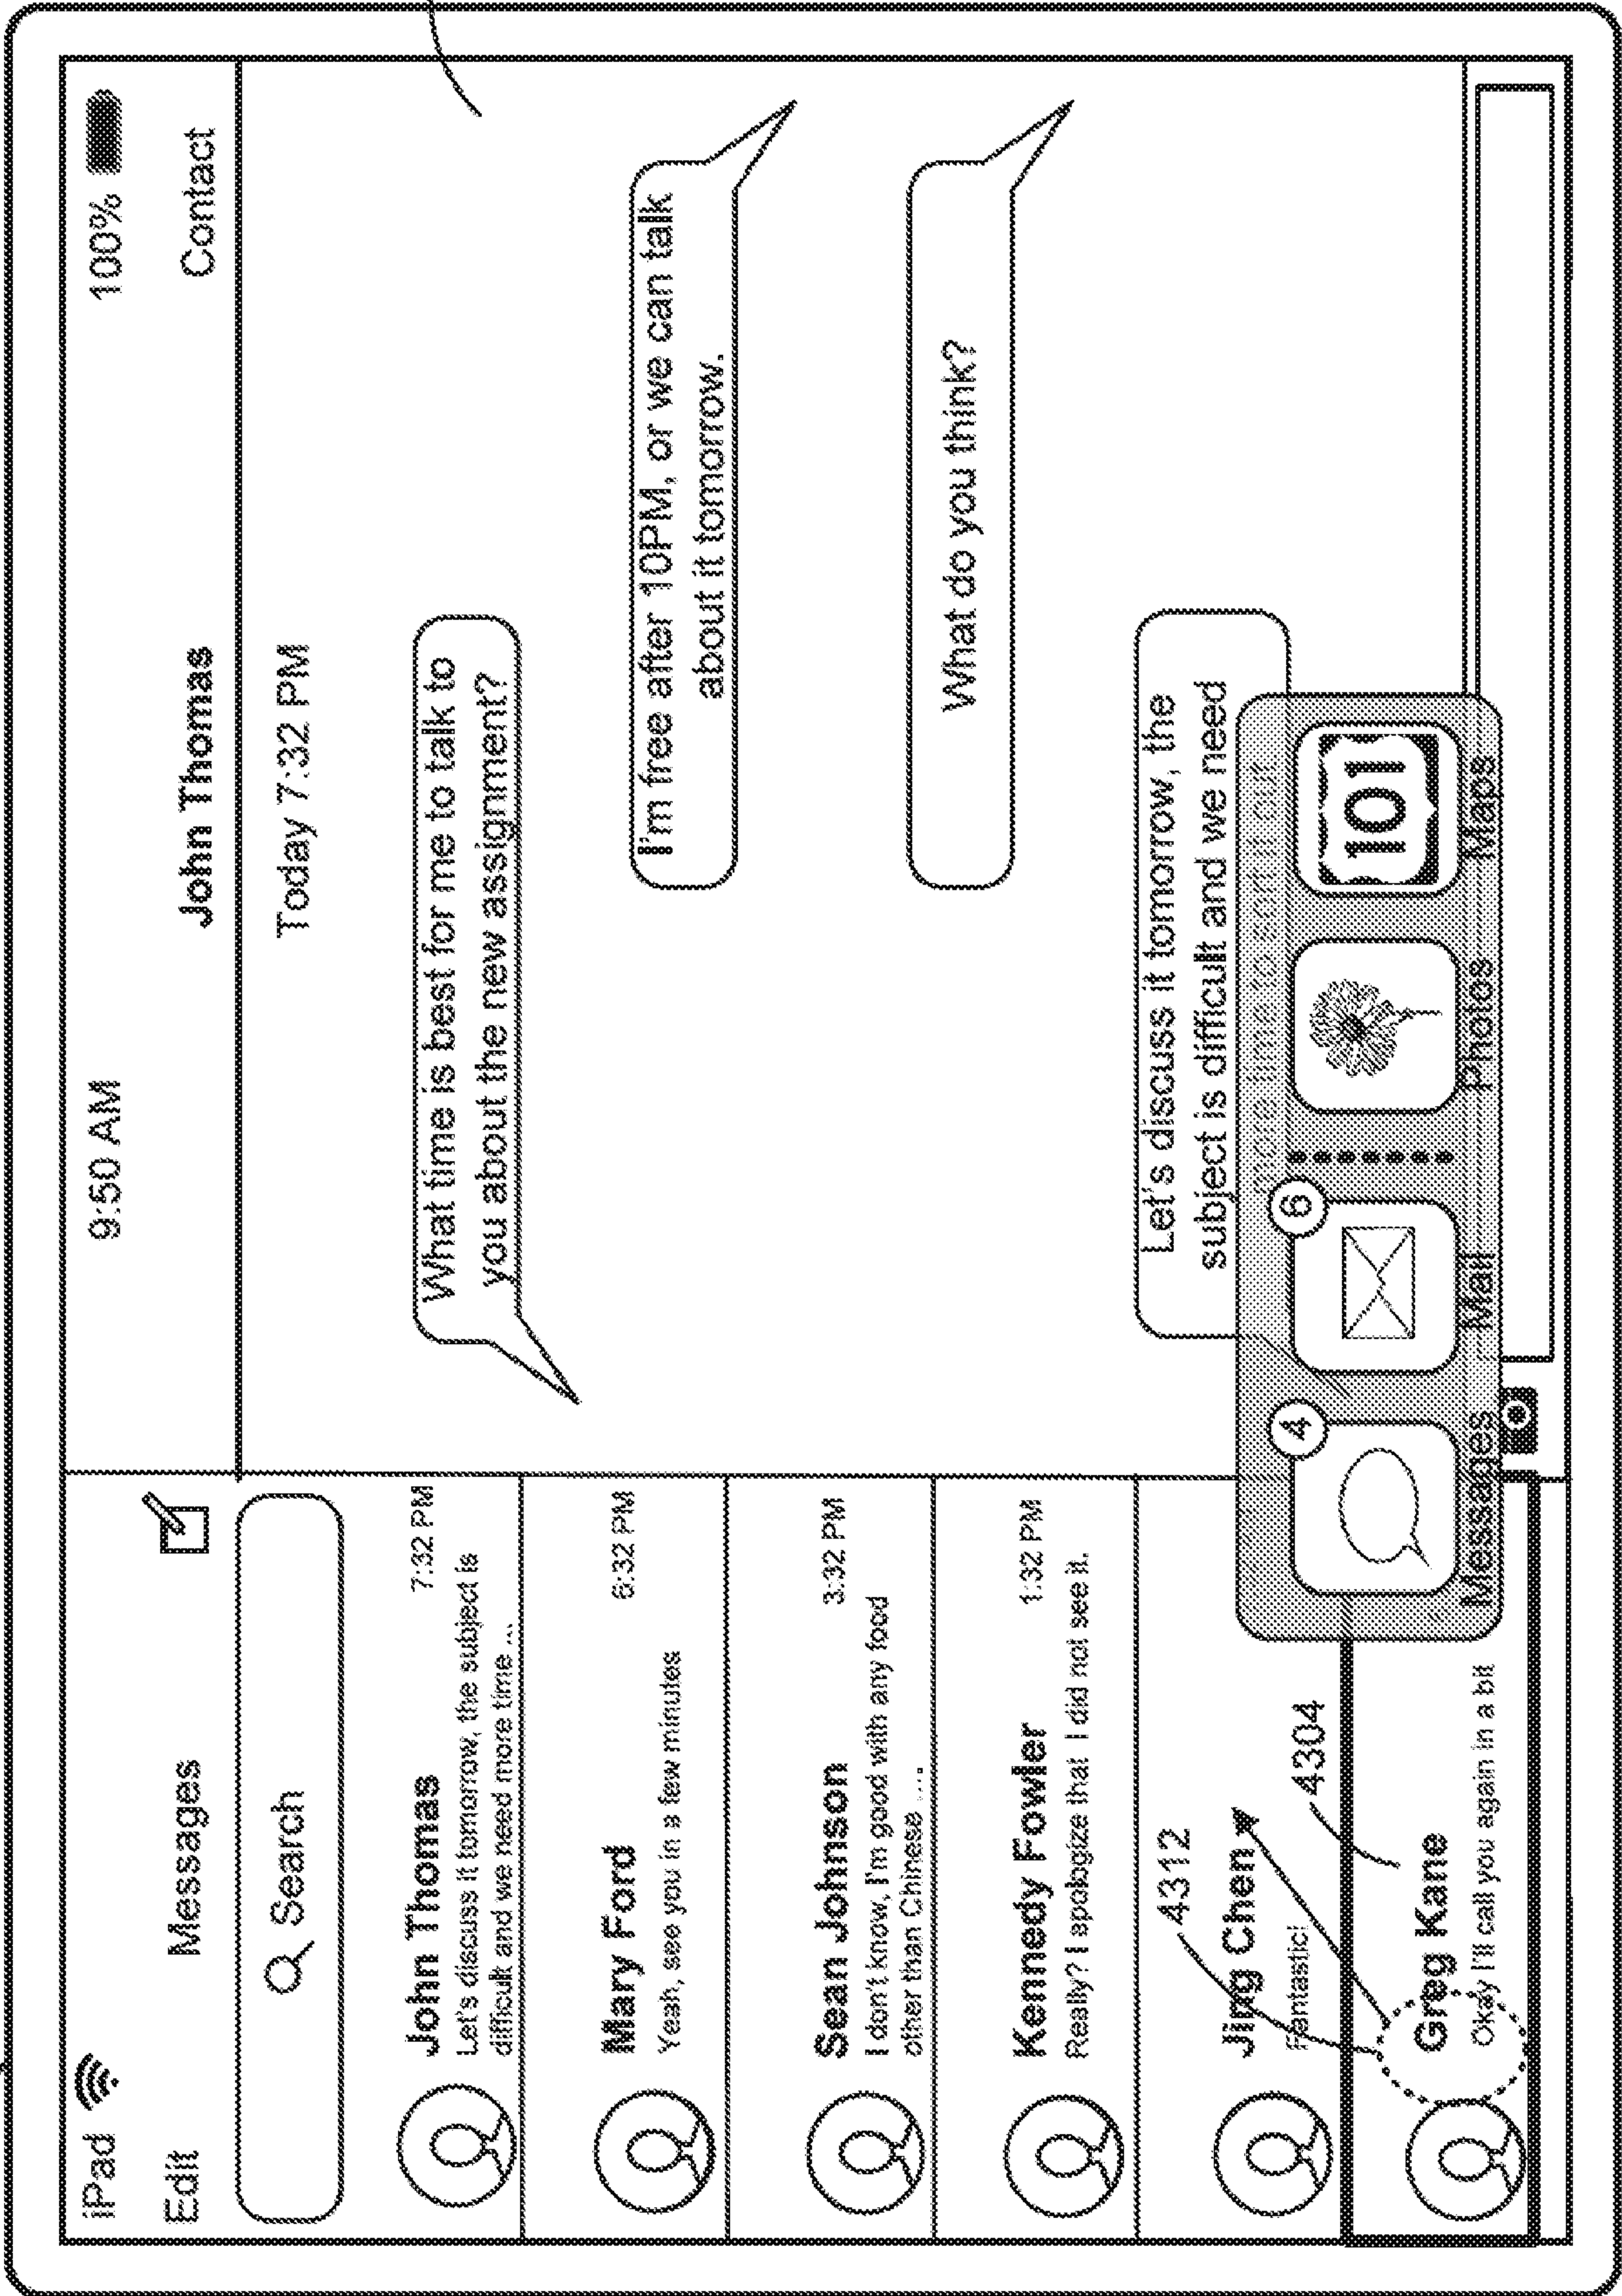 iPad
9:50 AM
100%
Edit
Messages
John Thomas
Contact
Search
John Thomas
7:32 PM
Let's discuss it tomorrow, the subject is
difficult and we need more time ...
Mary Ford
6:32 PM
Yeah, see you in a few minutes
Sean Johnson
3:32 PM
I don't know, I'm good with any food
other than Chinese ....
Kennedy Fowler
1:32 PM
Really? I apologize that I did not see it.
4312
Jing Chen
Fantastic!
4304
Greg Kane
Okay I'll call you again in a bit
Today 7:32 PM
What time is best for me to talk to
you about the new assignment?
I'm free after 10PM, or we can talk
about it tomorrow.
What do you think?
Let's discuss it tomorrow, the
subject is difficult and we need
more time to sort it out
4
6
101
Messages
Mail
Photos
Maps